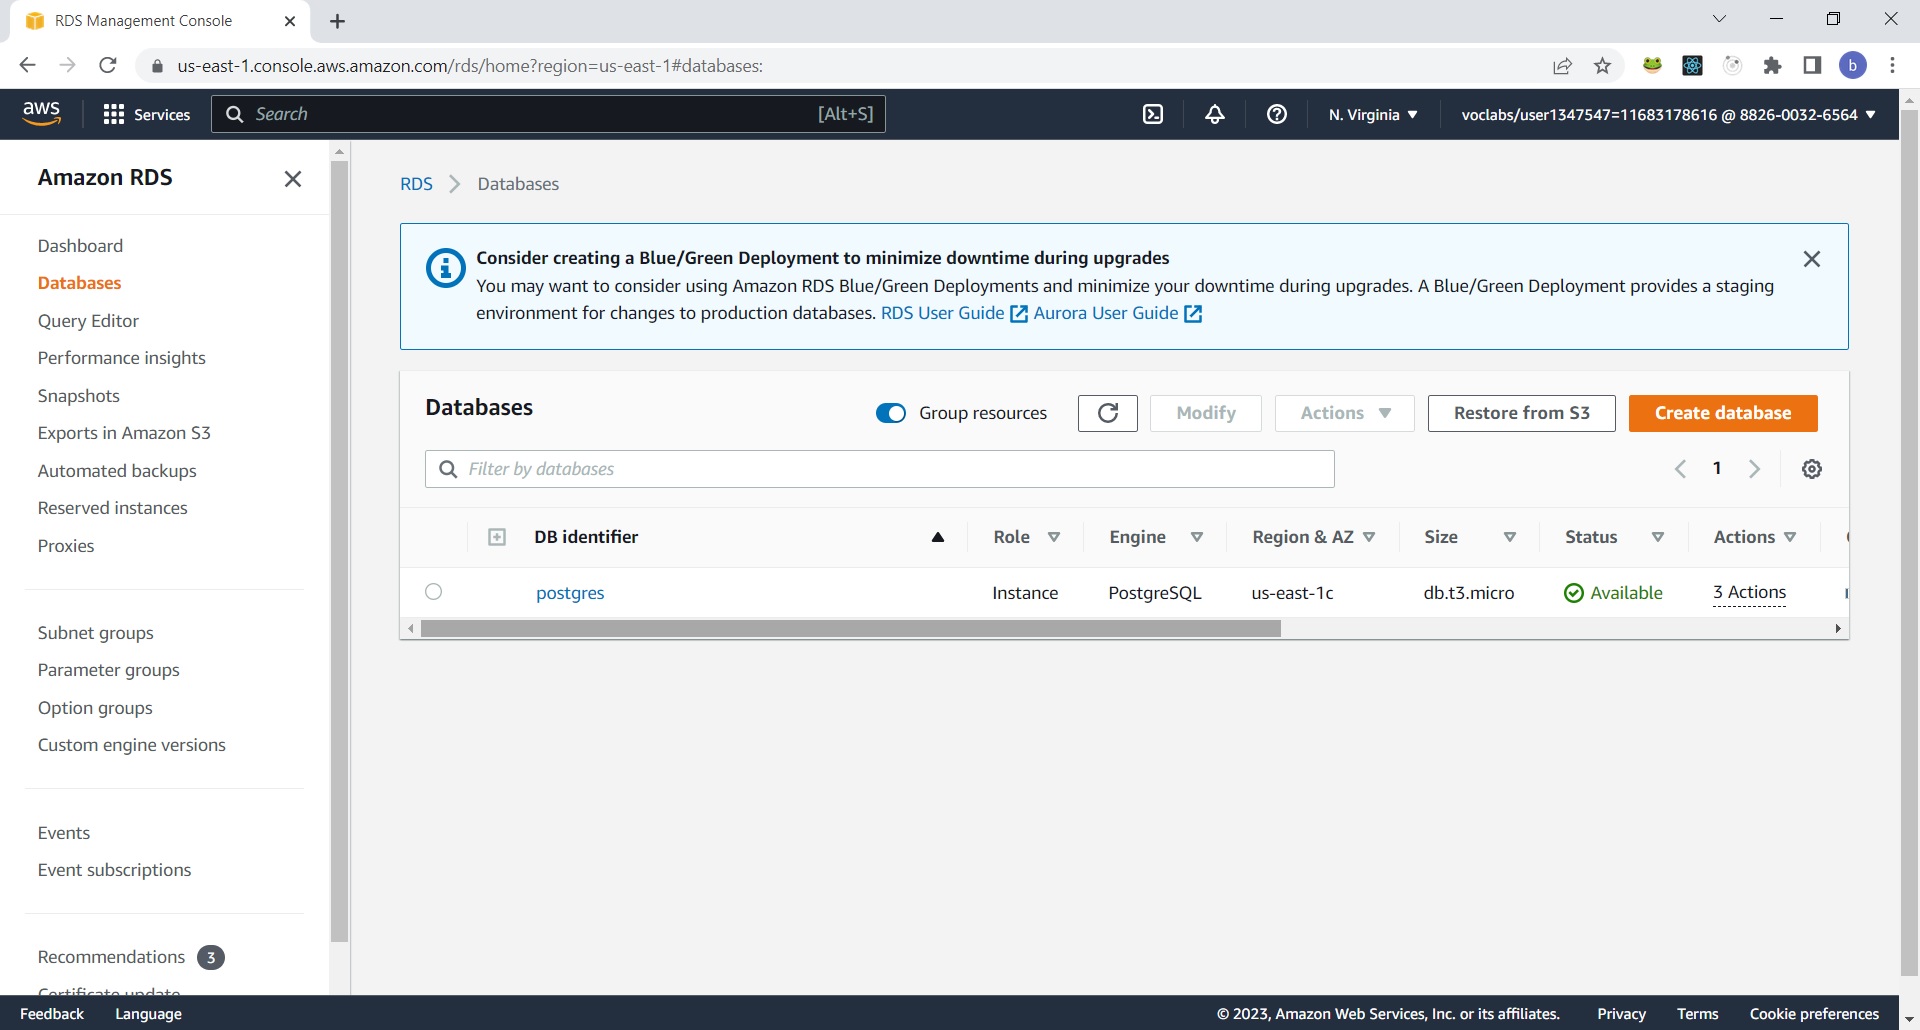 RDS Management Console
us-east-1.console.aws.amazon.com/rds/home?region=us-east-1#databases:
b
aws
Services
Search
[Alt+S]
N. Virginia
voclabs/user1347547=11683178616 @ 8826-0032-6564
Amazon RDS
Dashboard
Databases
Query Editor
Performance insights
Snapshots
Exports in Amazon S3
Automated backups
Reserved instances
Proxies
Subnet groups
Parameter groups
Option groups
Custom engine versions
Events
Event subscriptions
Recommendations 3
Certificate update
RDS > Databases
Consider creating a Blue/Green Deployment to minimize downtime during upgrades
You may want to consider using Amazon RDS Blue/Green Deployments and minimize your downtime during upgrades. A Blue/Green Deployment provides a staging
environment for changes to production databases. RDS User Guide Aurora User Guide
Databases
Group resources
Modify
Actions
Restore from S3
Create database
Filter by databases
1
DB identifier Role Engine Region & AZ Size Status Actions
postgres Instance PostgreSQL us-east-1c db.t3.micro Available 3 Actions
Feedback Language © 2023, Amazon Web Services, Inc. or its affiliates. Privacy Terms Cookie preferences